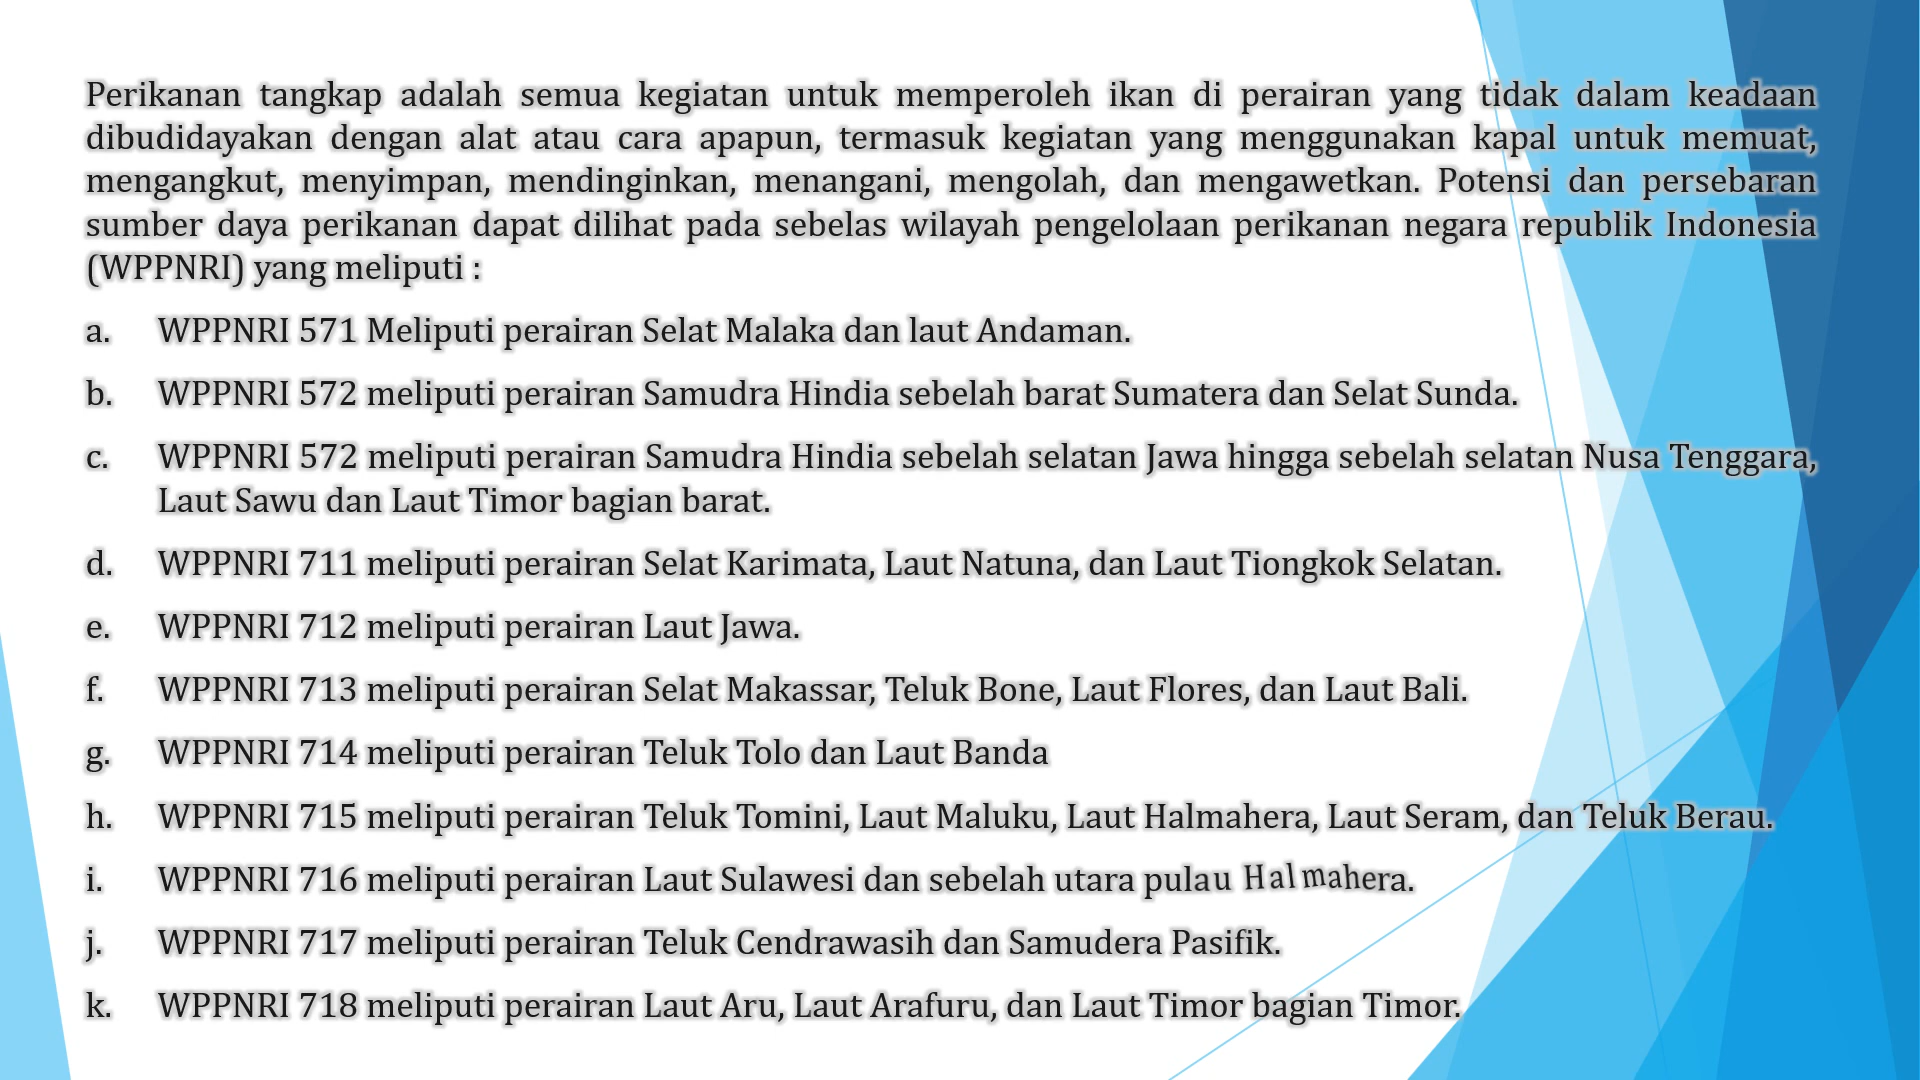 Perikanan tangkap adalah semua kegiatan untuk memperoleh ikan di perairan yang tidak dalam keadaan
dibudidayakan dengan alat atau cara apapun, termasuk kegiatan yang menggunakan kapal untuk memuat,
mengangkut, menyimpan, mendinginkan, menangani, mengolah, dan mengawetkan. Potensi dan persebaran
sumber daya perikanan dapat dilihat pada sebelas wilayah pengelolaan perikanan negara republik Indonesia
(WPPNRI) yang meliputi :
a. WPPNRI 571 Meliputi perairan Selat Malaka dan laut Andaman.
b. WPPNRI 572 meliputi perairan Samudra Hindia sebelah barat Sumatera dan Selat Sunda.
c. WPPNRI 572 meliputi perairan Samudra Hindia sebelah selatan Jawa hingga sebelah selatan Nusa Tenggara,
Laut Sawu dan Laut Timor bagian barat.
d. WPPNRI 711 meliputi perairan Selat Karimata, Laut Natuna, dan Laut Tiongkok Selatan.
e. WPPNRI 712 meliputi perairan Laut Jawa.
f. WPPNRI 713 meliputi perairan Selat Makassar, Teluk Bone, Laut Flores, dan Laut Bali.
g. WPPNRI 714 meliputi perairan Teluk Tolo dan Laut Banda
h. WPPNRI 715 meliputi perairan Teluk Tomini, Laut Maluku, Laut Halmahera, Laut Seram, dan Teluk Berau.
i. WPPNRI 716 meliputi perairan Laut Sulawesi dan sebelah utara pulau Halmahera.
j. WPPNRI 717 meliputi perairan Teluk Cendrawasih dan Samudera Pasifik.
k. WPPNRI 718 meliputi perairan Laut Aru, Laut Arafuru, dan Laut Timor bagian Timor.